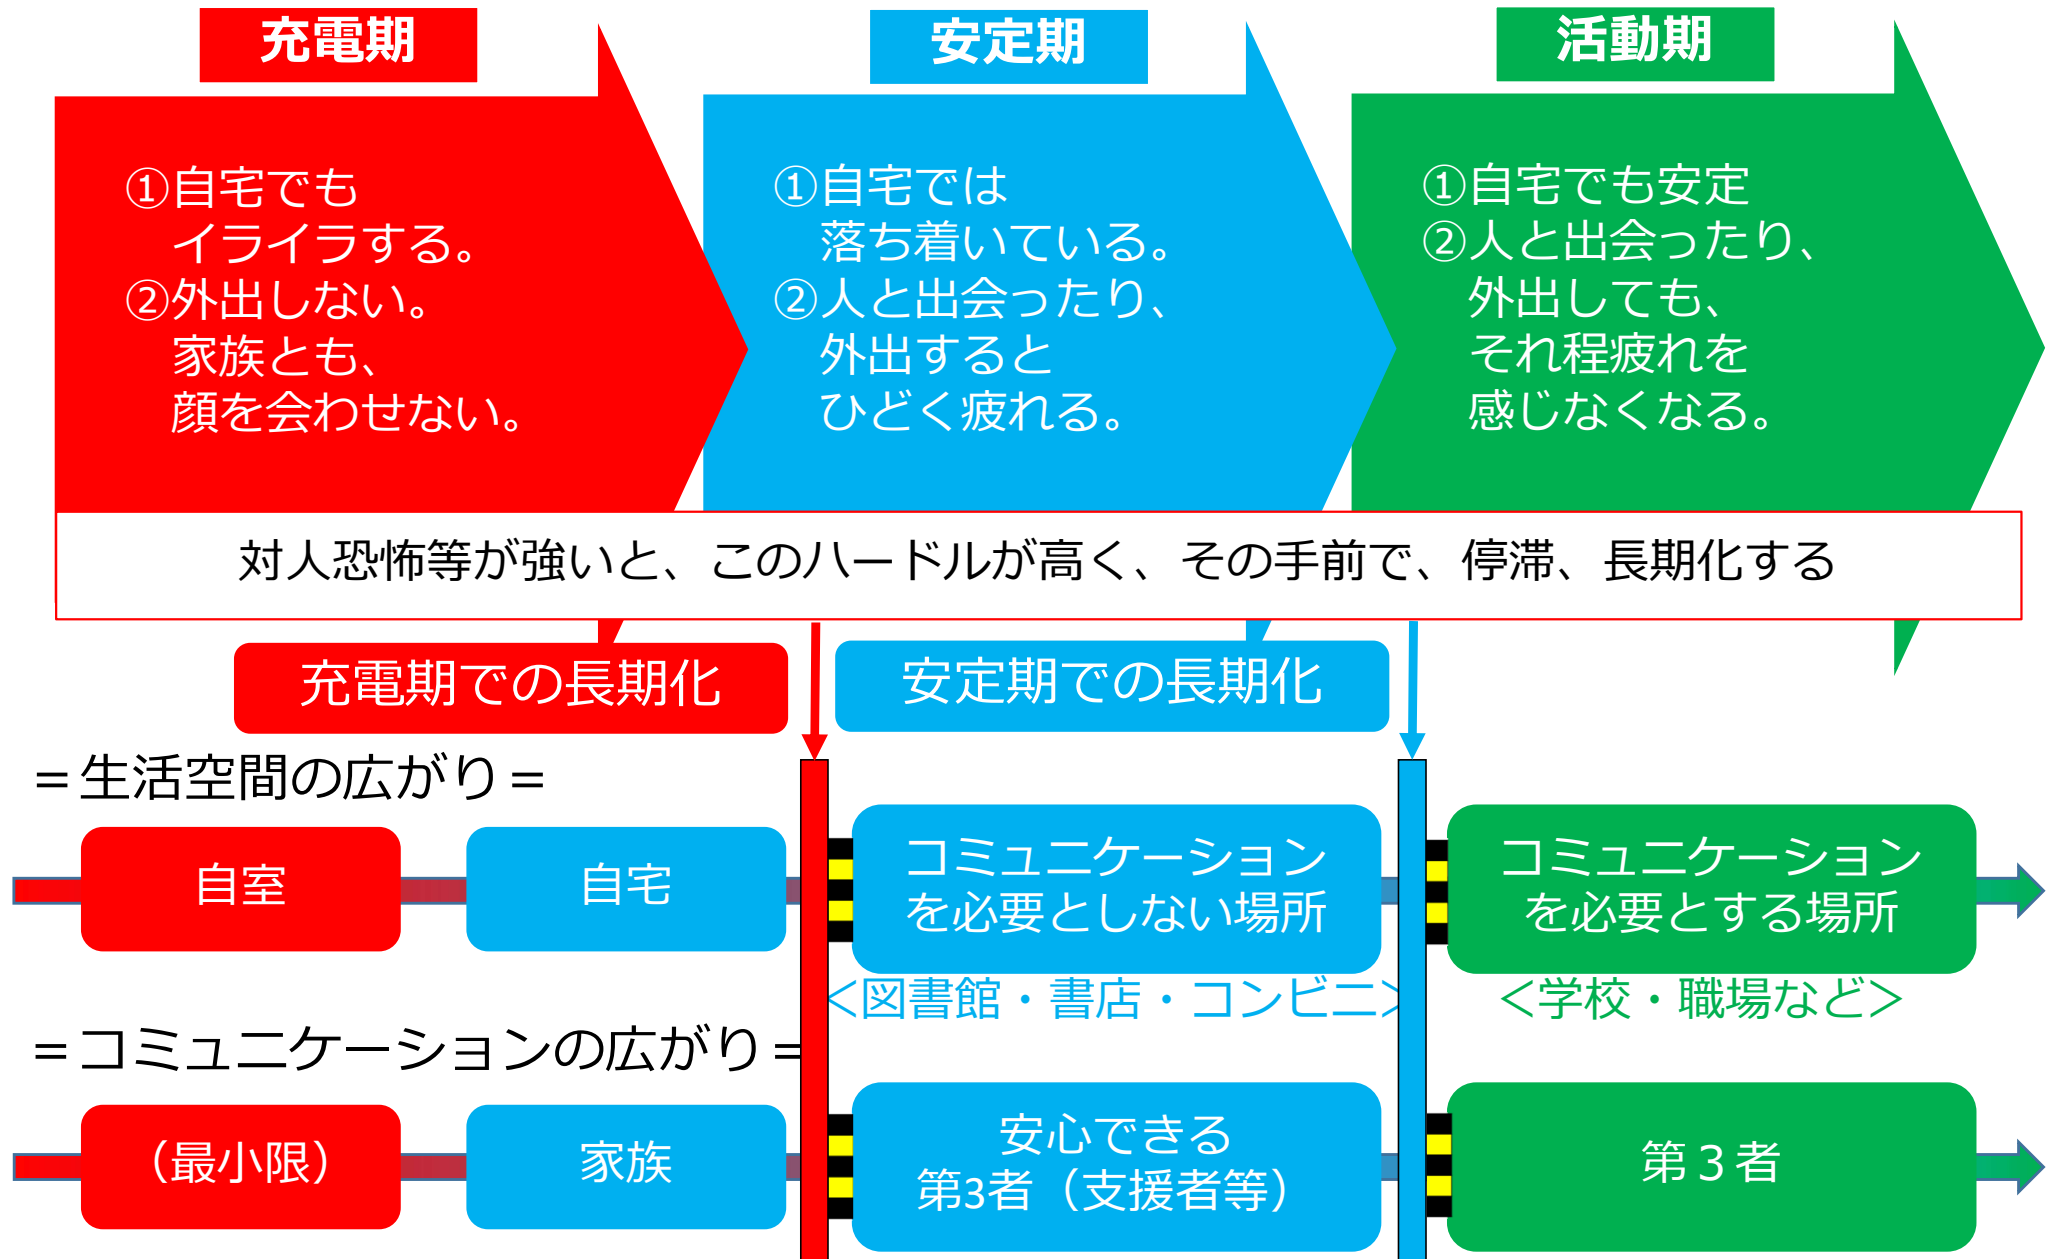 充電期
①自宅でも
イライラする。
②外出しない。
家族とも、
顔を会わせない。
安定期
①自宅では
落ち着いている。
②人と出会ったり、
外出すると
ひどく疲れる。
活動期
①自宅でも安定
②人と出会ったり、
外出しても、
それ程疲れを
感じなくなる。
対人恐怖等が強いと、このハードルが高く、その手前で、停滞、長期化する
充電期での長期化
安定期での長期化
＝生活空間の広がり＝
自室
自宅
コミュニケーション
を必要としない場所
＜図書館・書店・コンビニ＞
コミュニケーション
を必要とする場所
＜学校・職場など＞
＝コミュニケーションの広がり＝
（最小限）
家族
安心できる
第3者（支援者等）
第３者